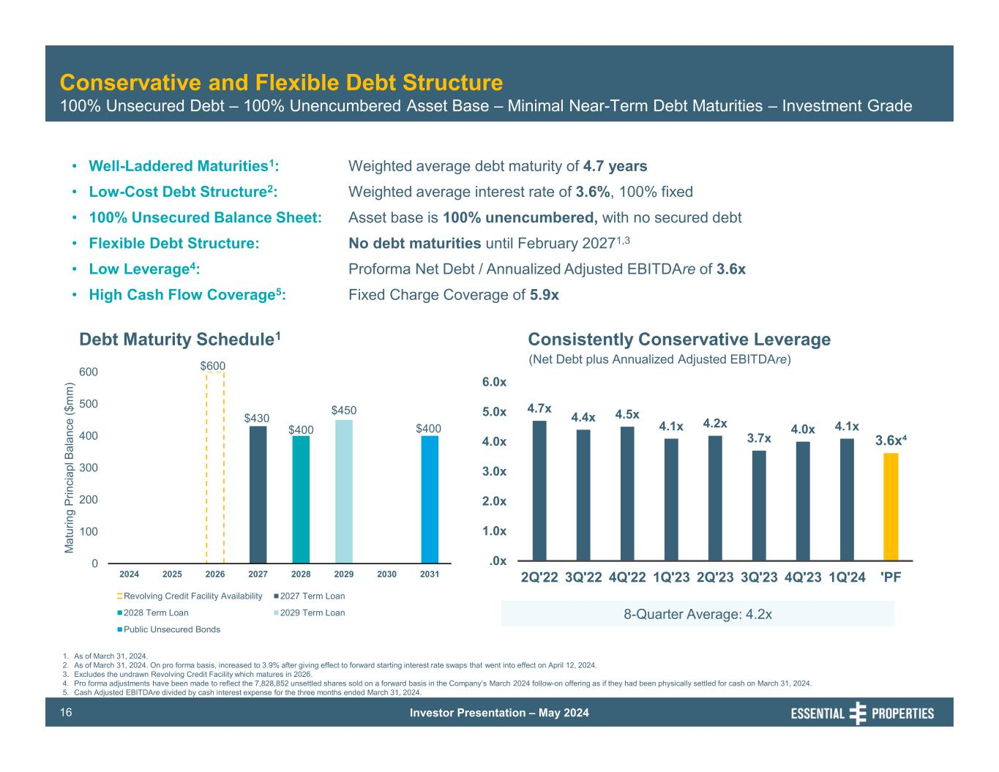 Conservative and Flexible Debt Structure
100% Unsecured Debt – 100% Unencumbered Asset Base – Minimal Near-Term Debt Maturities – Investment Grade
• Well-Laddered Maturities¹: Weighted average debt maturity of 4.7 years
• Low-Cost Debt Structure²: Weighted average interest rate of 3.6%, 100% fixed
• 100% Unsecured Balance Sheet: Asset base is 100% unencumbered, with no secured debt
• Flexible Debt Structure: No debt maturities until February 2027¹,³
• Low Leverage⁴: Proforma Net Debt / Annualized Adjusted EBITDAre of 3.6x
• High Cash Flow Coverage⁵: Fixed Charge Coverage of 5.9x
Debt Maturity Schedule¹
Maturing Princiapl Balance ($mm)
600
500
400
300
200
100
0
$600
$430
$400
$450
$400
2024 2025 2026 2027 2028 2029 2030 2031
Revolving Credit Facility Availability 2027 Term Loan
2028 Term Loan 2029 Term Loan
Public Unsecured Bonds
Consistently Conservative Leverage
(Net Debt plus Annualized Adjusted EBITDAre)
6.0x
5.0x
4.0x
3.0x
2.0x
1.0x
.0x
4.7x
4.4x
4.5x
4.1x
4.2x
3.7x
4.0x
4.1x
3.6x⁴
2Q'22 3Q'22 4Q'22 1Q'23 2Q'23 3Q'23 4Q'23 1Q'24 'PF
8-Quarter Average: 4.2x
1. As of March 31, 2024.
2. As of March 31, 2024. On pro forma basis, increased to 3.9% after giving effect to forward starting interest rate swaps that went into effect on April 12, 2024.
3. Excludes the undrawn Revolving Credit Facility which matures in 2026.
4. Pro forma adjustments have been made to reflect the 7,828,852 unsettled shares sold on a forward basis in the Company's March 2024 follow-on offering as if they had been physically settled for cash on March 31, 2024.
5. Cash Adjusted EBITDAre divided by cash interest expense for the three months ended March 31, 2024.
16
Investor Presentation – May 2024
ESSENTIAL PROPERTIES